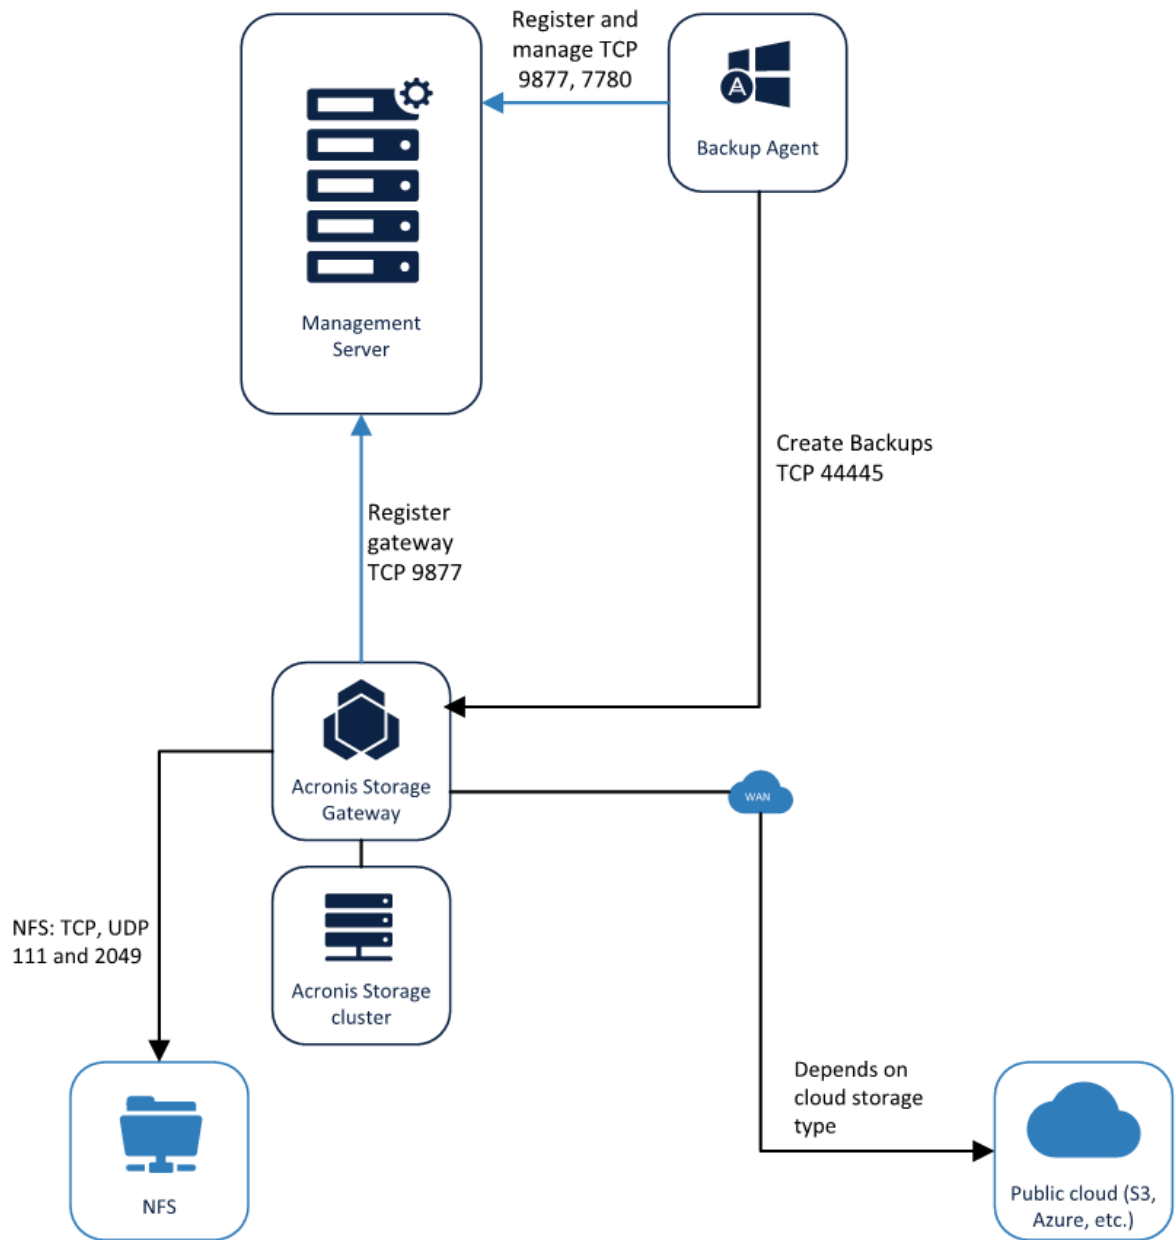 Register and
manage TCP
9877, 7780
Backup Agent
Management
Server
Create Backups
TCP 44445
Register
gateway
TCP 9877
Acronis Storage
Gateway
WAN
NFS: TCP, UDP
111 and 2049
Acronis Storage
cluster
Depends on
cloud storage
type
NFS
Public cloud (S3,
Azure, etc.)